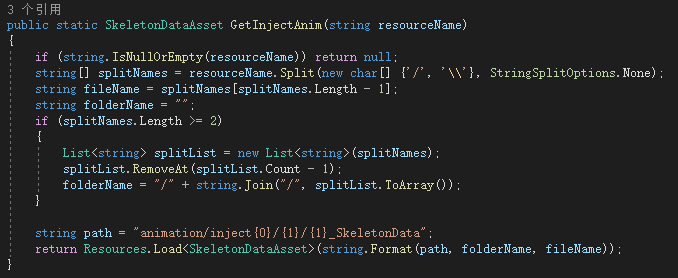 3 个引用
public static SkeletonDataAsset GetInjectAnim(string resourceName)
{
    if (string.IsNullOrEmpty(resourceName)) return null;
    string[] splitNames = resourceName.Split(new char[] {'/', '\\'}, StringSplitOptions.None);
    string fileName = splitNames[splitNames.Length - 1];
    string folderName = "";
    if (splitNames.Length >= 2)
    {
        List<string> splitList = new List<string>(splitNames);
        splitList.RemoveAt(splitList.Count - 1);
        folderName = "/" + string.Join("/", splitList.ToArray());
    }

    string path = "animation/inject{0}/{1}/{1}_SkeletonData";
    return Resources.Load<SkeletonDataAsset>(string.Format(path, folderName, fileName));
}